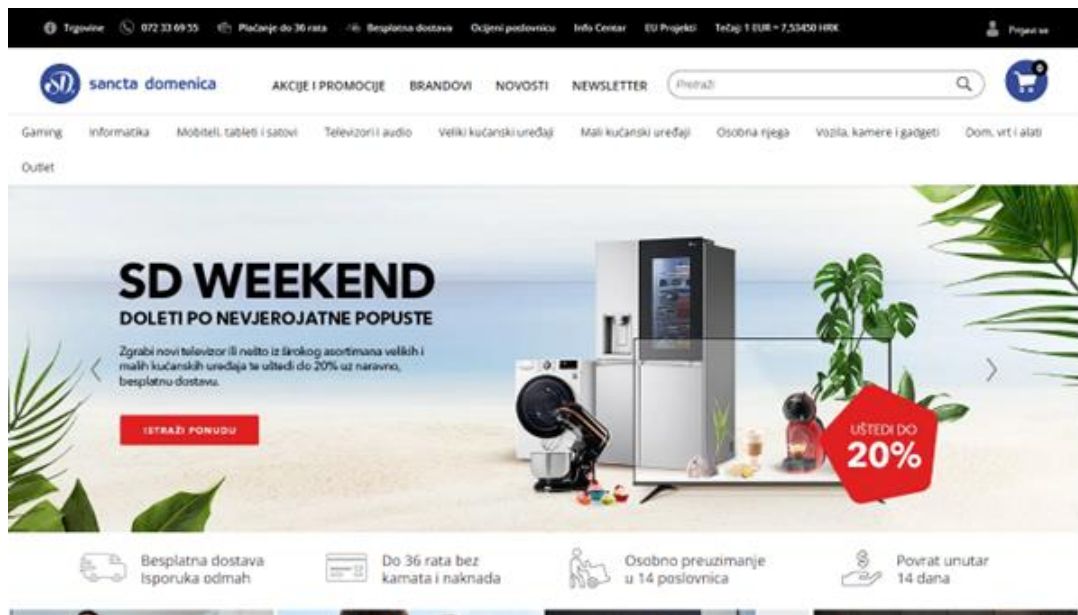 Trgovine 072 33 69 55 Plaćanje do 36 rata Besplatna dostava Ocijeni poslovnicu Info Centar EU Projekti Tečaj: 1 EUR = 7,53450 HRK Prijavi se
SD. sancta domenica AKCIJE I PROMOCIJE BRANDOVI NOVOSTI NEWSLETTER Pretraži 0
Gaming Informatika Mobiteli, tableti i satovi Televizori i audio Veliki kućanski uređaji Mali kućanski uređaji Osobna njega Vozila, kamere i gadgeti Dom, vrt i alati
Outlet
SD WEEKEND
DOLETI PO NEVJEROJATNE POPUSTE
Zgrabi novi televizor ili nešto iz širokog asortimana velikih i
malih kućanskih uređaja te uštedi do 20% uz naravno,
besplatnu dostavu.
ISTRAŽI PONUDU
UŠTEDI DO
20%
Besplatna dostava
Isporuka odmah
Do 36 rata bez
kamata i naknada
Osobno preuzimanje
u 14 poslovnica
Povrat unutar
14 dana